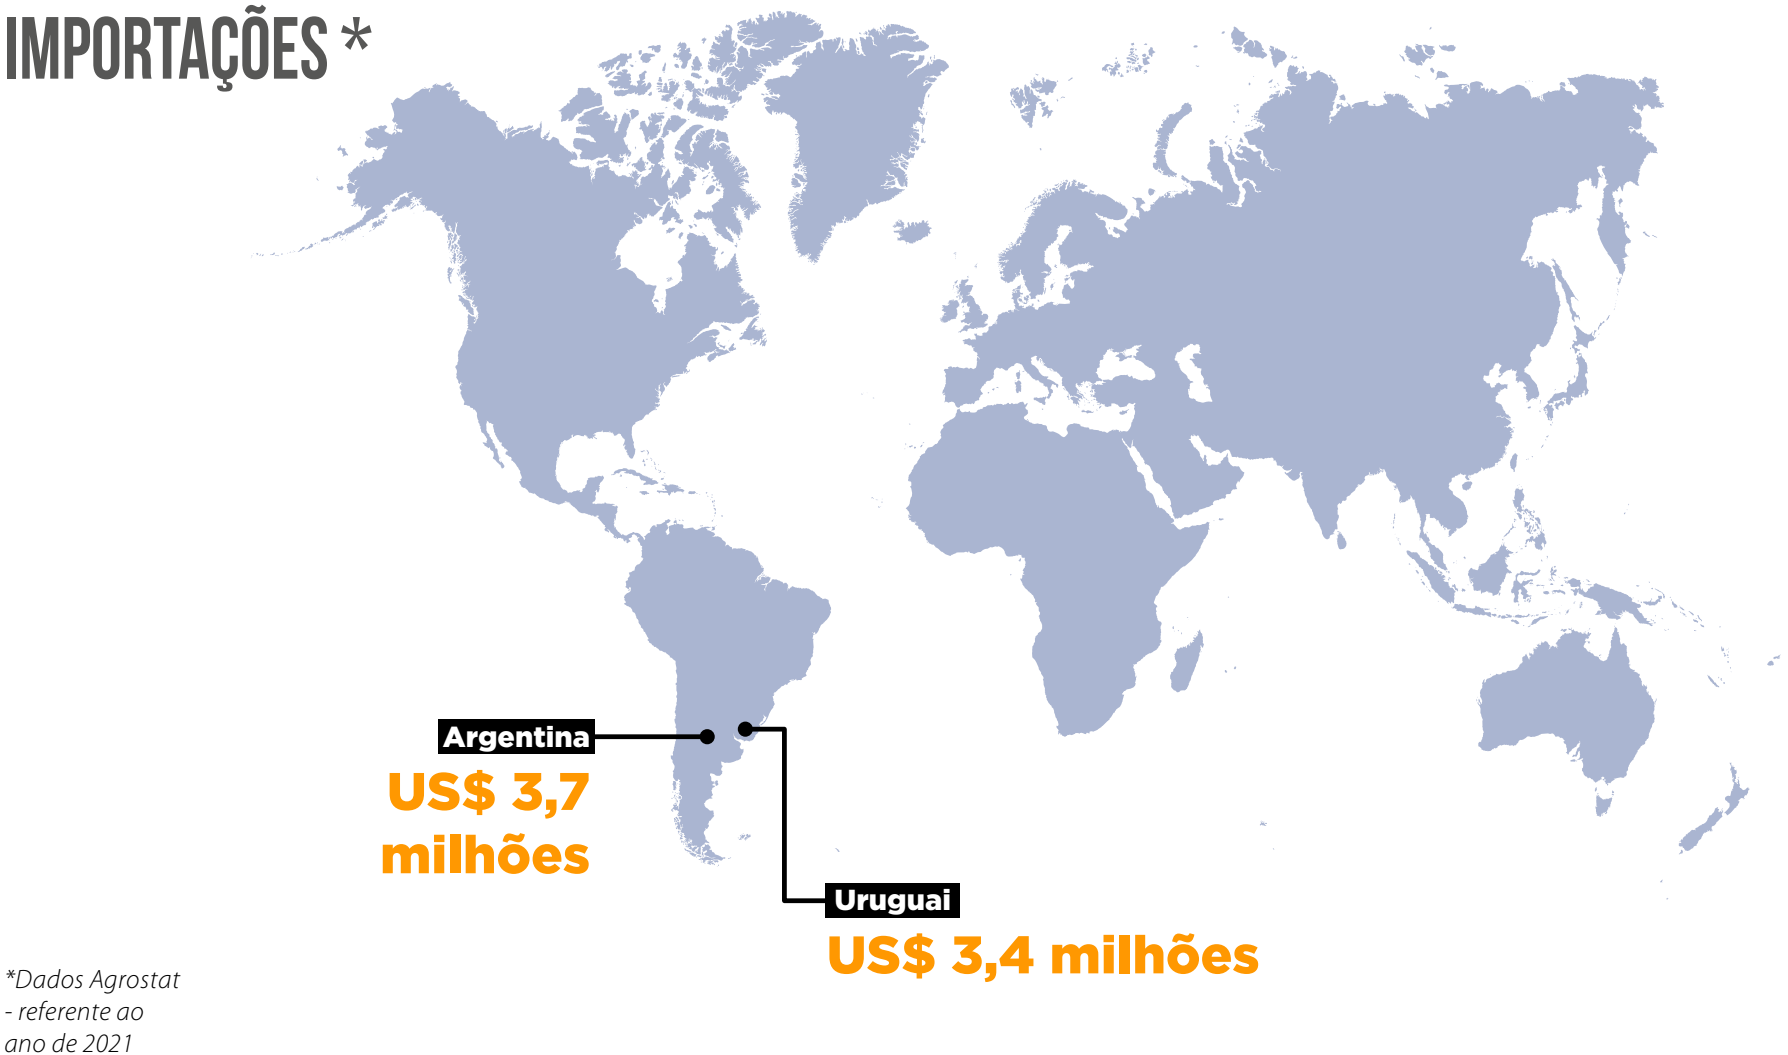 IMPORTAÇÕES *
Argentina
US$ 3,7
milhões
Uruguai
US$ 3,4 milhões
*Dados Agrostat
- referente ao
ano de 2021